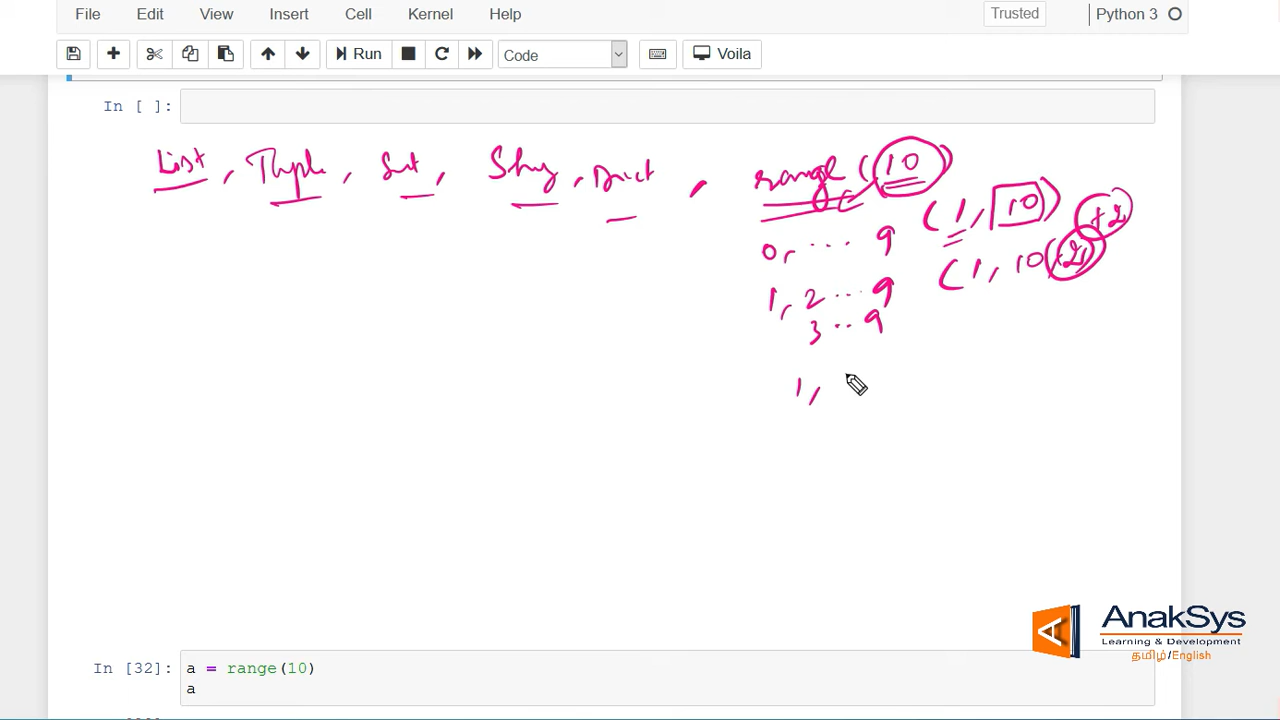 File Edit View Insert Cell Kernel Help Trusted Python 3
Run Code Voila
In [ ]:
List, Tuple, Set, String, Dict, range(10)
(1, 10) +2
0, ... 9
(1, 10, 2)
1, 2 ... 9
3 .. 9
1,
AnakSys
Learning & Development
தமிழ்/English
In [32]: a = range(10)
a